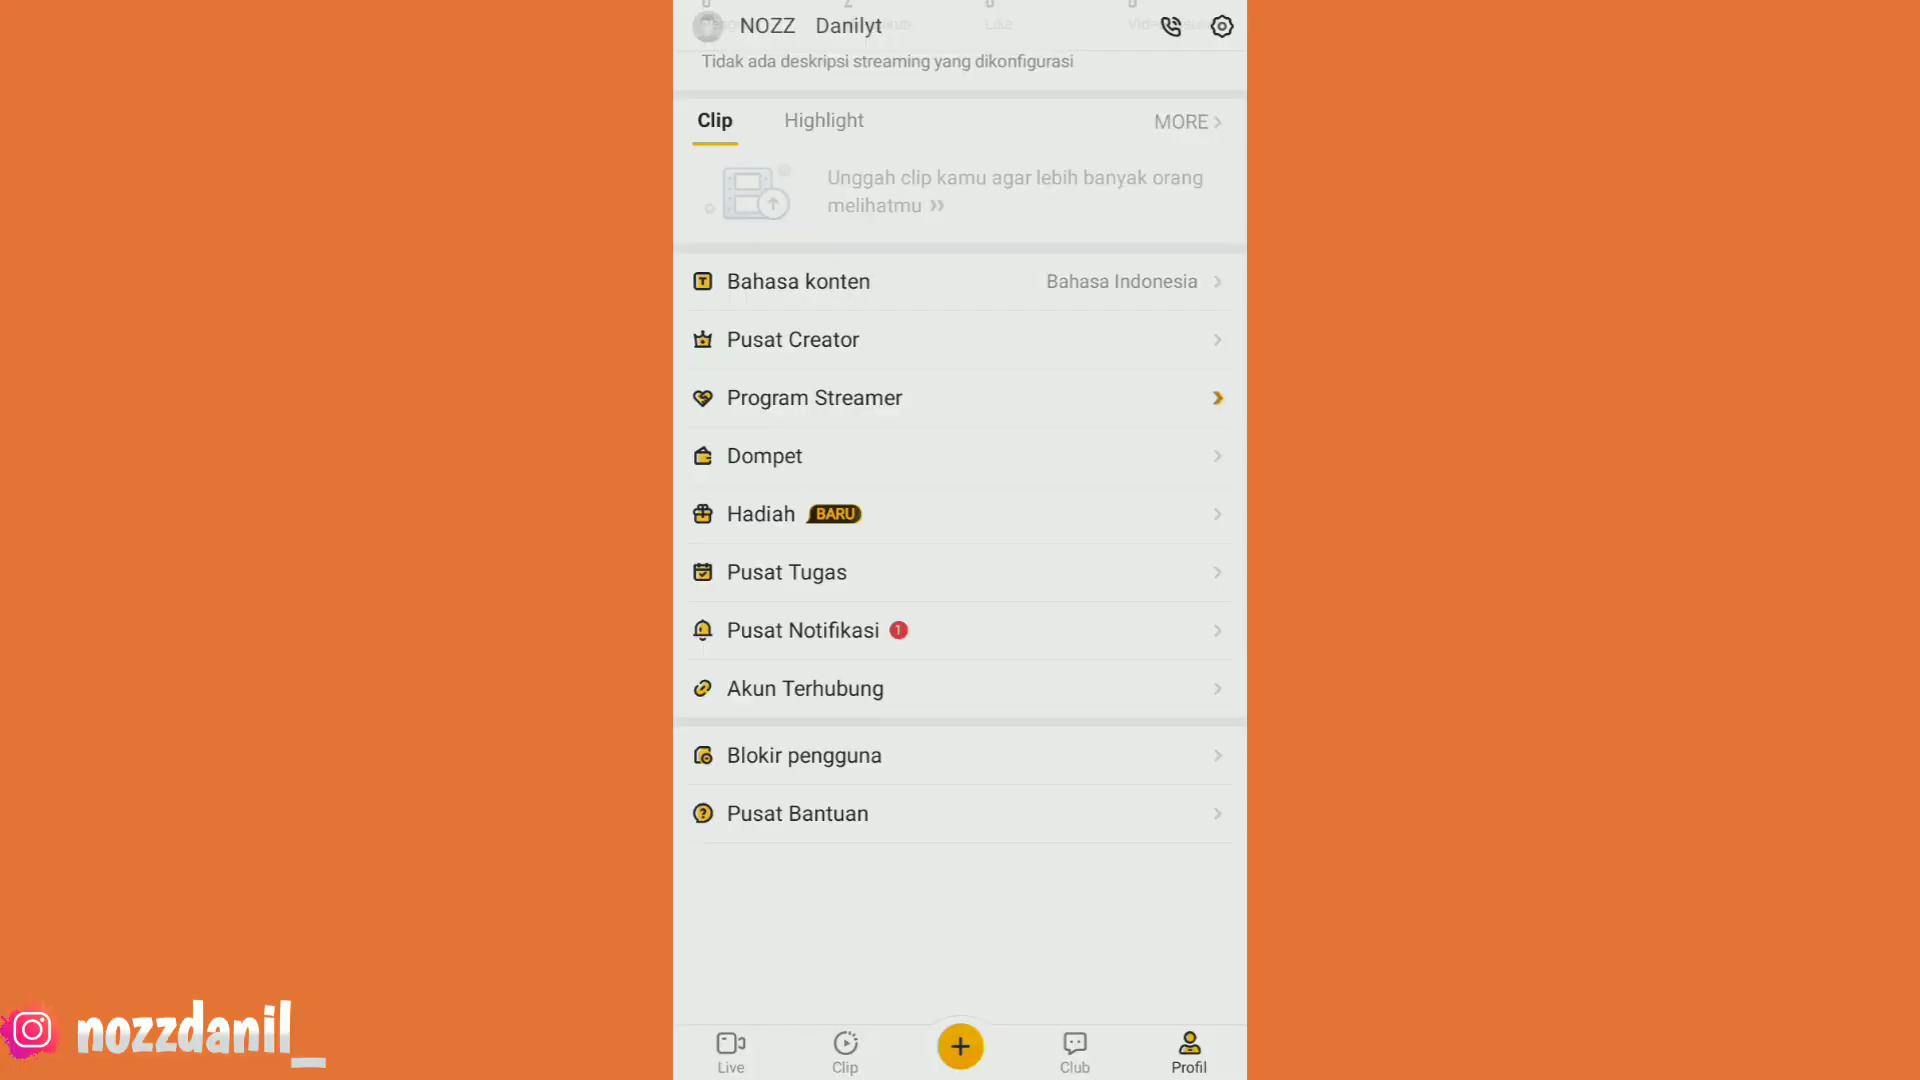 NOZZ Danilyt
Tidak ada deskripsi streaming yang dikonfigurasi
Clip
Highlight
MORE
Unggah clip kamu agar lebih banyak orang
melihatmu
Bahasa konten
Bahasa Indonesia
Pusat Creator
Program Streamer
Dompet
Hadiah BARU
Pusat Tugas
Pusat Notifikasi 1
Akun Terhubung
Blokir pengguna
Pusat Bantuan
Live
Clip
Club
Profil
nozzdanil_